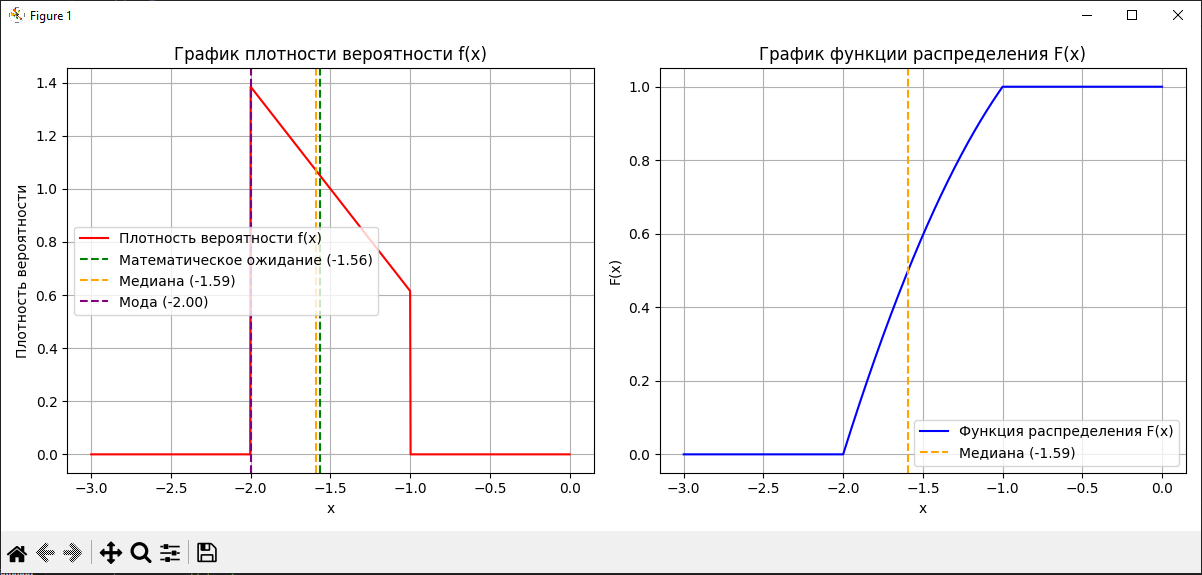 Figure 1
График плотности вероятности f(x)
Плотность вероятности
1.4
1.2
1.0
0.8
0.6
0.4
0.2
0.0
Плотность вероятности f(x)
Математическое ожидание (-1.56)
Медиана (-1.59)
Мода (-2.00)
−3.0 −2.5 −2.0 −1.5 −1.0 −0.5 0.0
x
График функции распределения F(x)
F(x)
1.0
0.8
0.6
0.4
0.2
0.0
Функция распределения F(x)
Медиана (-1.59)
−3.0 −2.5 −2.0 −1.5 −1.0 −0.5 0.0
x